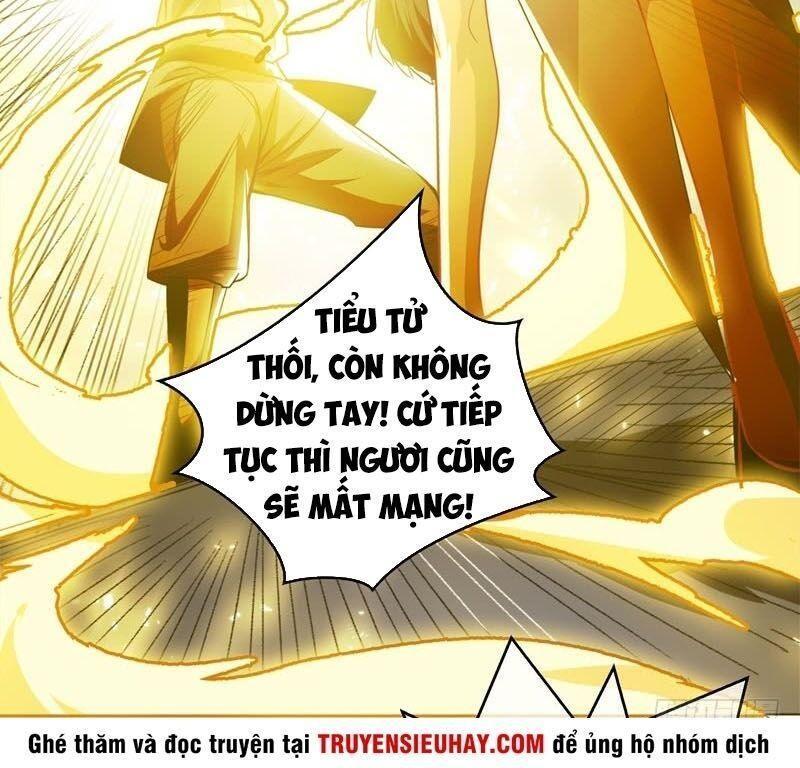 TIỂU TỬ
THỐI, CÒN KHÔNG
DỪNG TAY! CỨ TIẾP
TỤC THÌ NGƯƠI CŨNG
SẼ MẤT MẠNG!
Ghé thăm và đọc truyện tại TRUYENSIEUHAY.COM để ủng hộ nhóm dịch